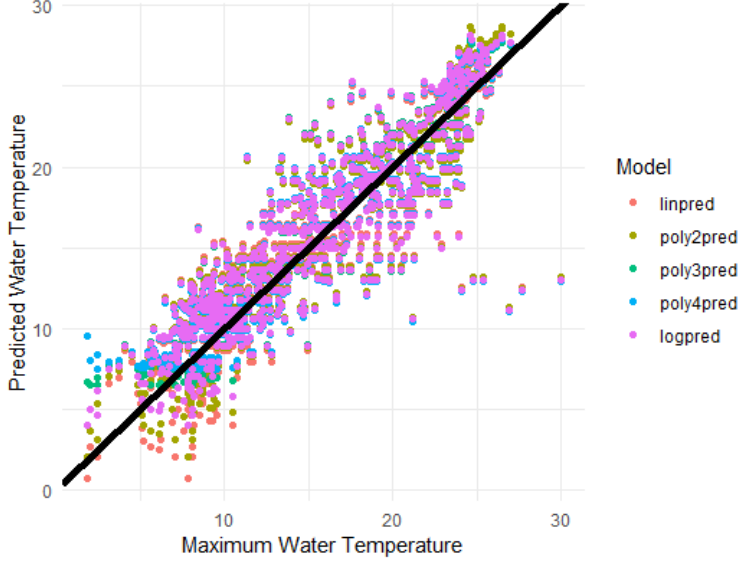 30
20
10
0
Predicted Water Temperature
10
20
30
Maximum Water Temperature
Model
linpred
poly2pred
poly3pred
poly4pred
logpred